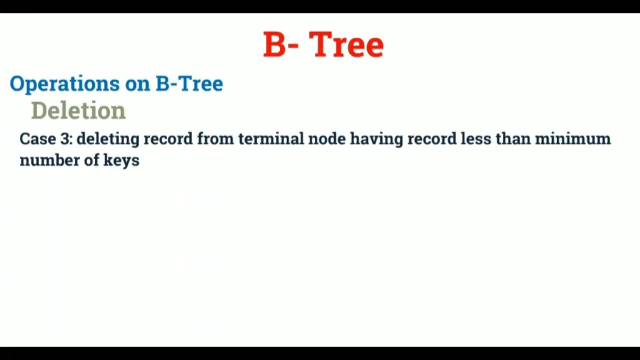 B- Tree
Operations on B-Tree
Deletion
Case 3: deleting record from terminal node having record less than minimum
number of keys